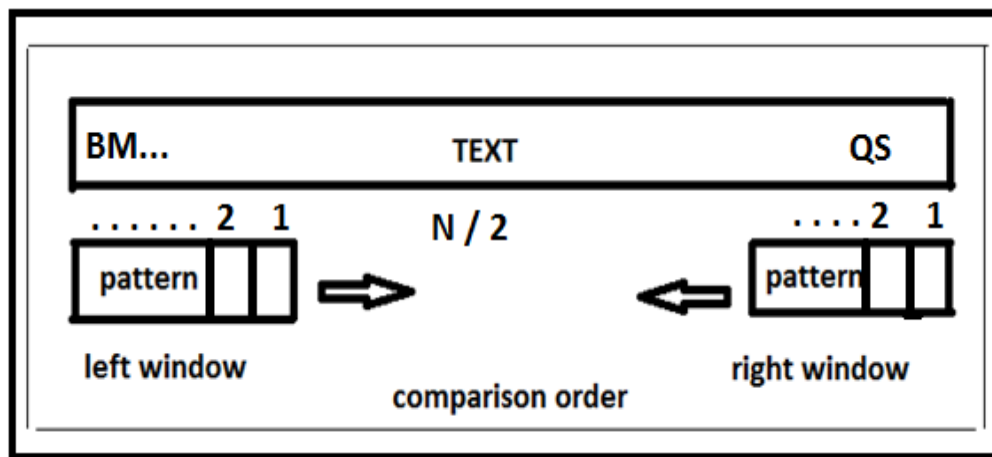 BM... TEXT QS
. . . . . . 2 1 N / 2 . . . . 2 1
pattern pattern
left window right window
comparison order